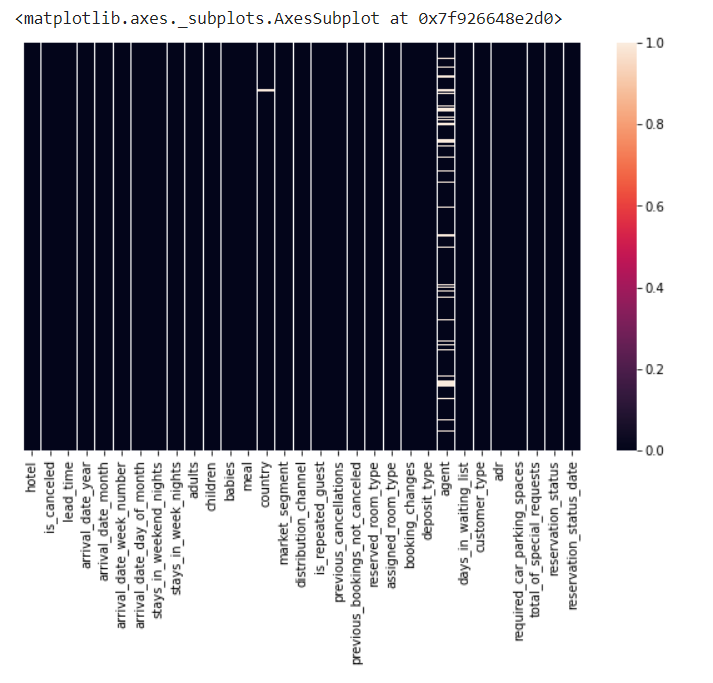 <matplotlib.axes._subplots.AxesSubplot at 0x7f926648e2d0>
1.0
0.8
0.6
0.4
0.2
0.0
hotel
is_canceled
lead_time
arrival_date_year
arrival_date_month
arrival_date_week_number
arrival_date_day_of_month
stays_in_weekend_nights
stays_in_week_nights
adults
children
babies
meal
country
market_segment
distribution_channel
is_repeated_guest
previous_cancellations
previous_bookings_not_canceled
reserved_room_type
assigned_room_type
booking_changes
deposit_type
agent
days_in_waiting_list
customer_type
adr
required_car_parking_spaces
total_of_special_requests
reservation_status
reservation_status_date